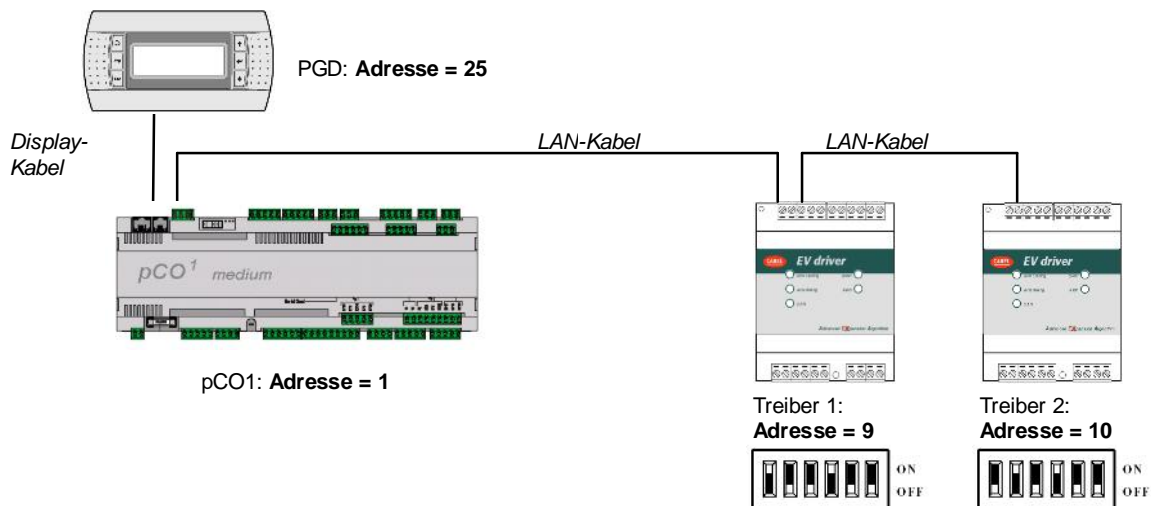 PGD: Adresse = 25
Display-
Kabel
LAN-Kabel
LAN-Kabel
pCO1 medium
EV driver
EV driver
pCO1: Adresse = 1
Treiber 1:
Adresse = 9
Treiber 2:
Adresse = 10
ON
OFF
ON
OFF